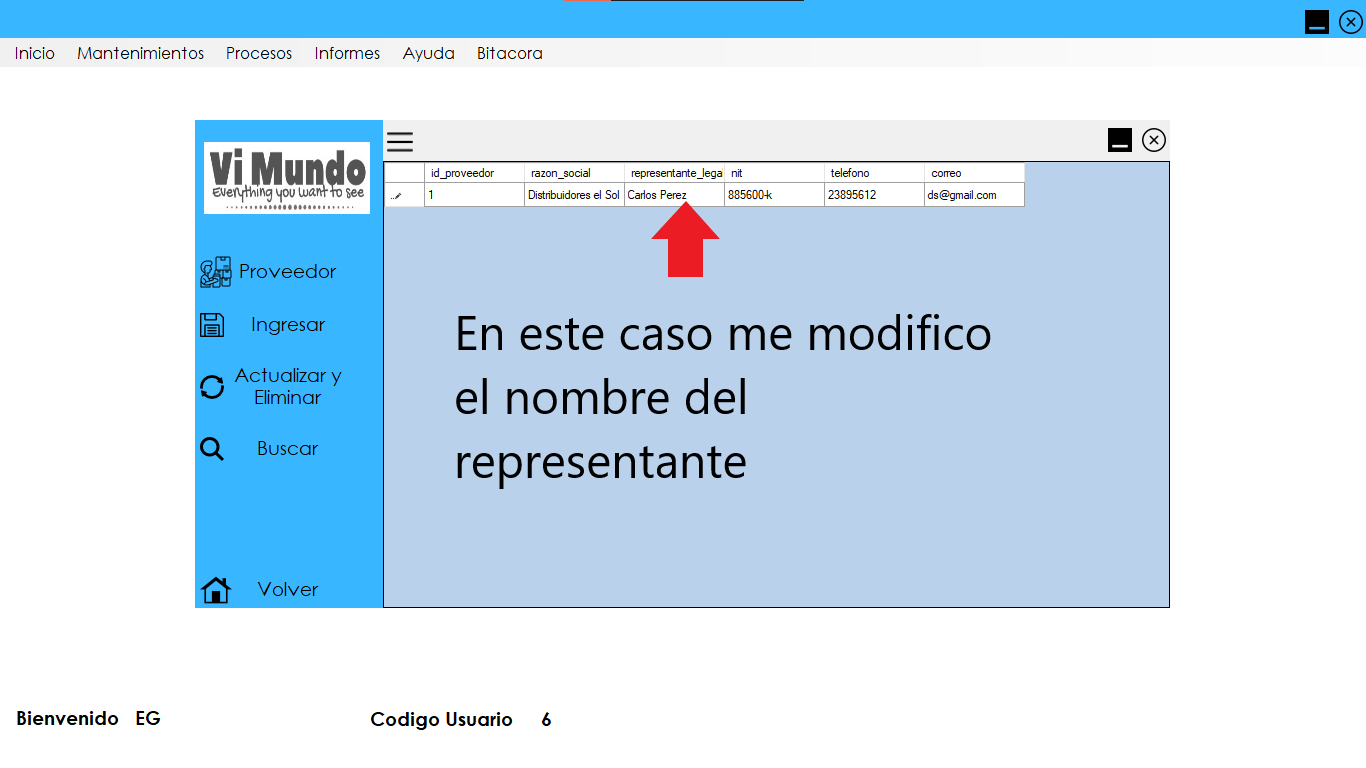 Inicio Mantenimientos Procesos Informes Ayuda Bitacora
Vi Mundo
Everything you want to see
Proveedor
Ingresar
Actualizar y
Eliminar
Buscar
Volver
id_proveedor razon_social representante_legal nit telefono correo
1 Distribuidores el Sol Carlos Perez 885600-k 23895612 ds@gmail.com
En este caso me modifico
el nombre del
representante
Bienvenido EG Codigo Usuario 6